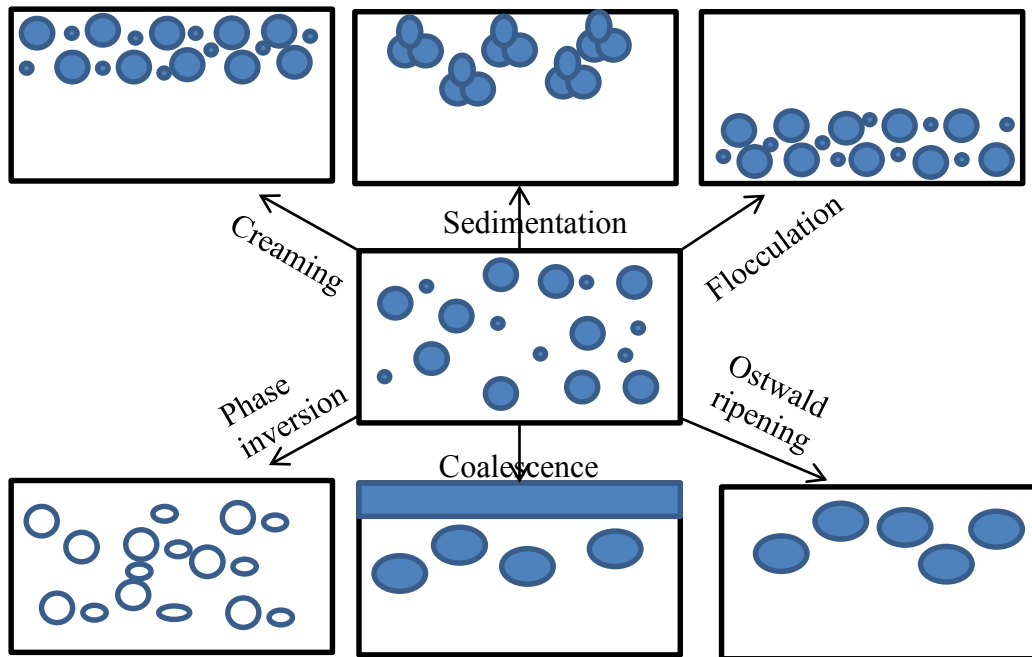 Creaming
Sedimentation
Flocculation
Phase
inversion
Coalescence
Ostwald
ripening